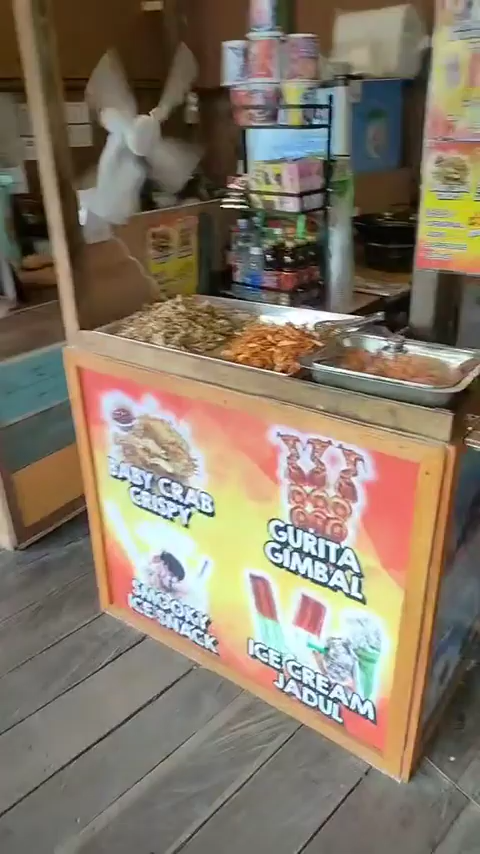 BABY CRAB
CRISPY
GURITA
GIMBAL
SMOOKY
ICE SNACK
ICE CREAM
JADUL